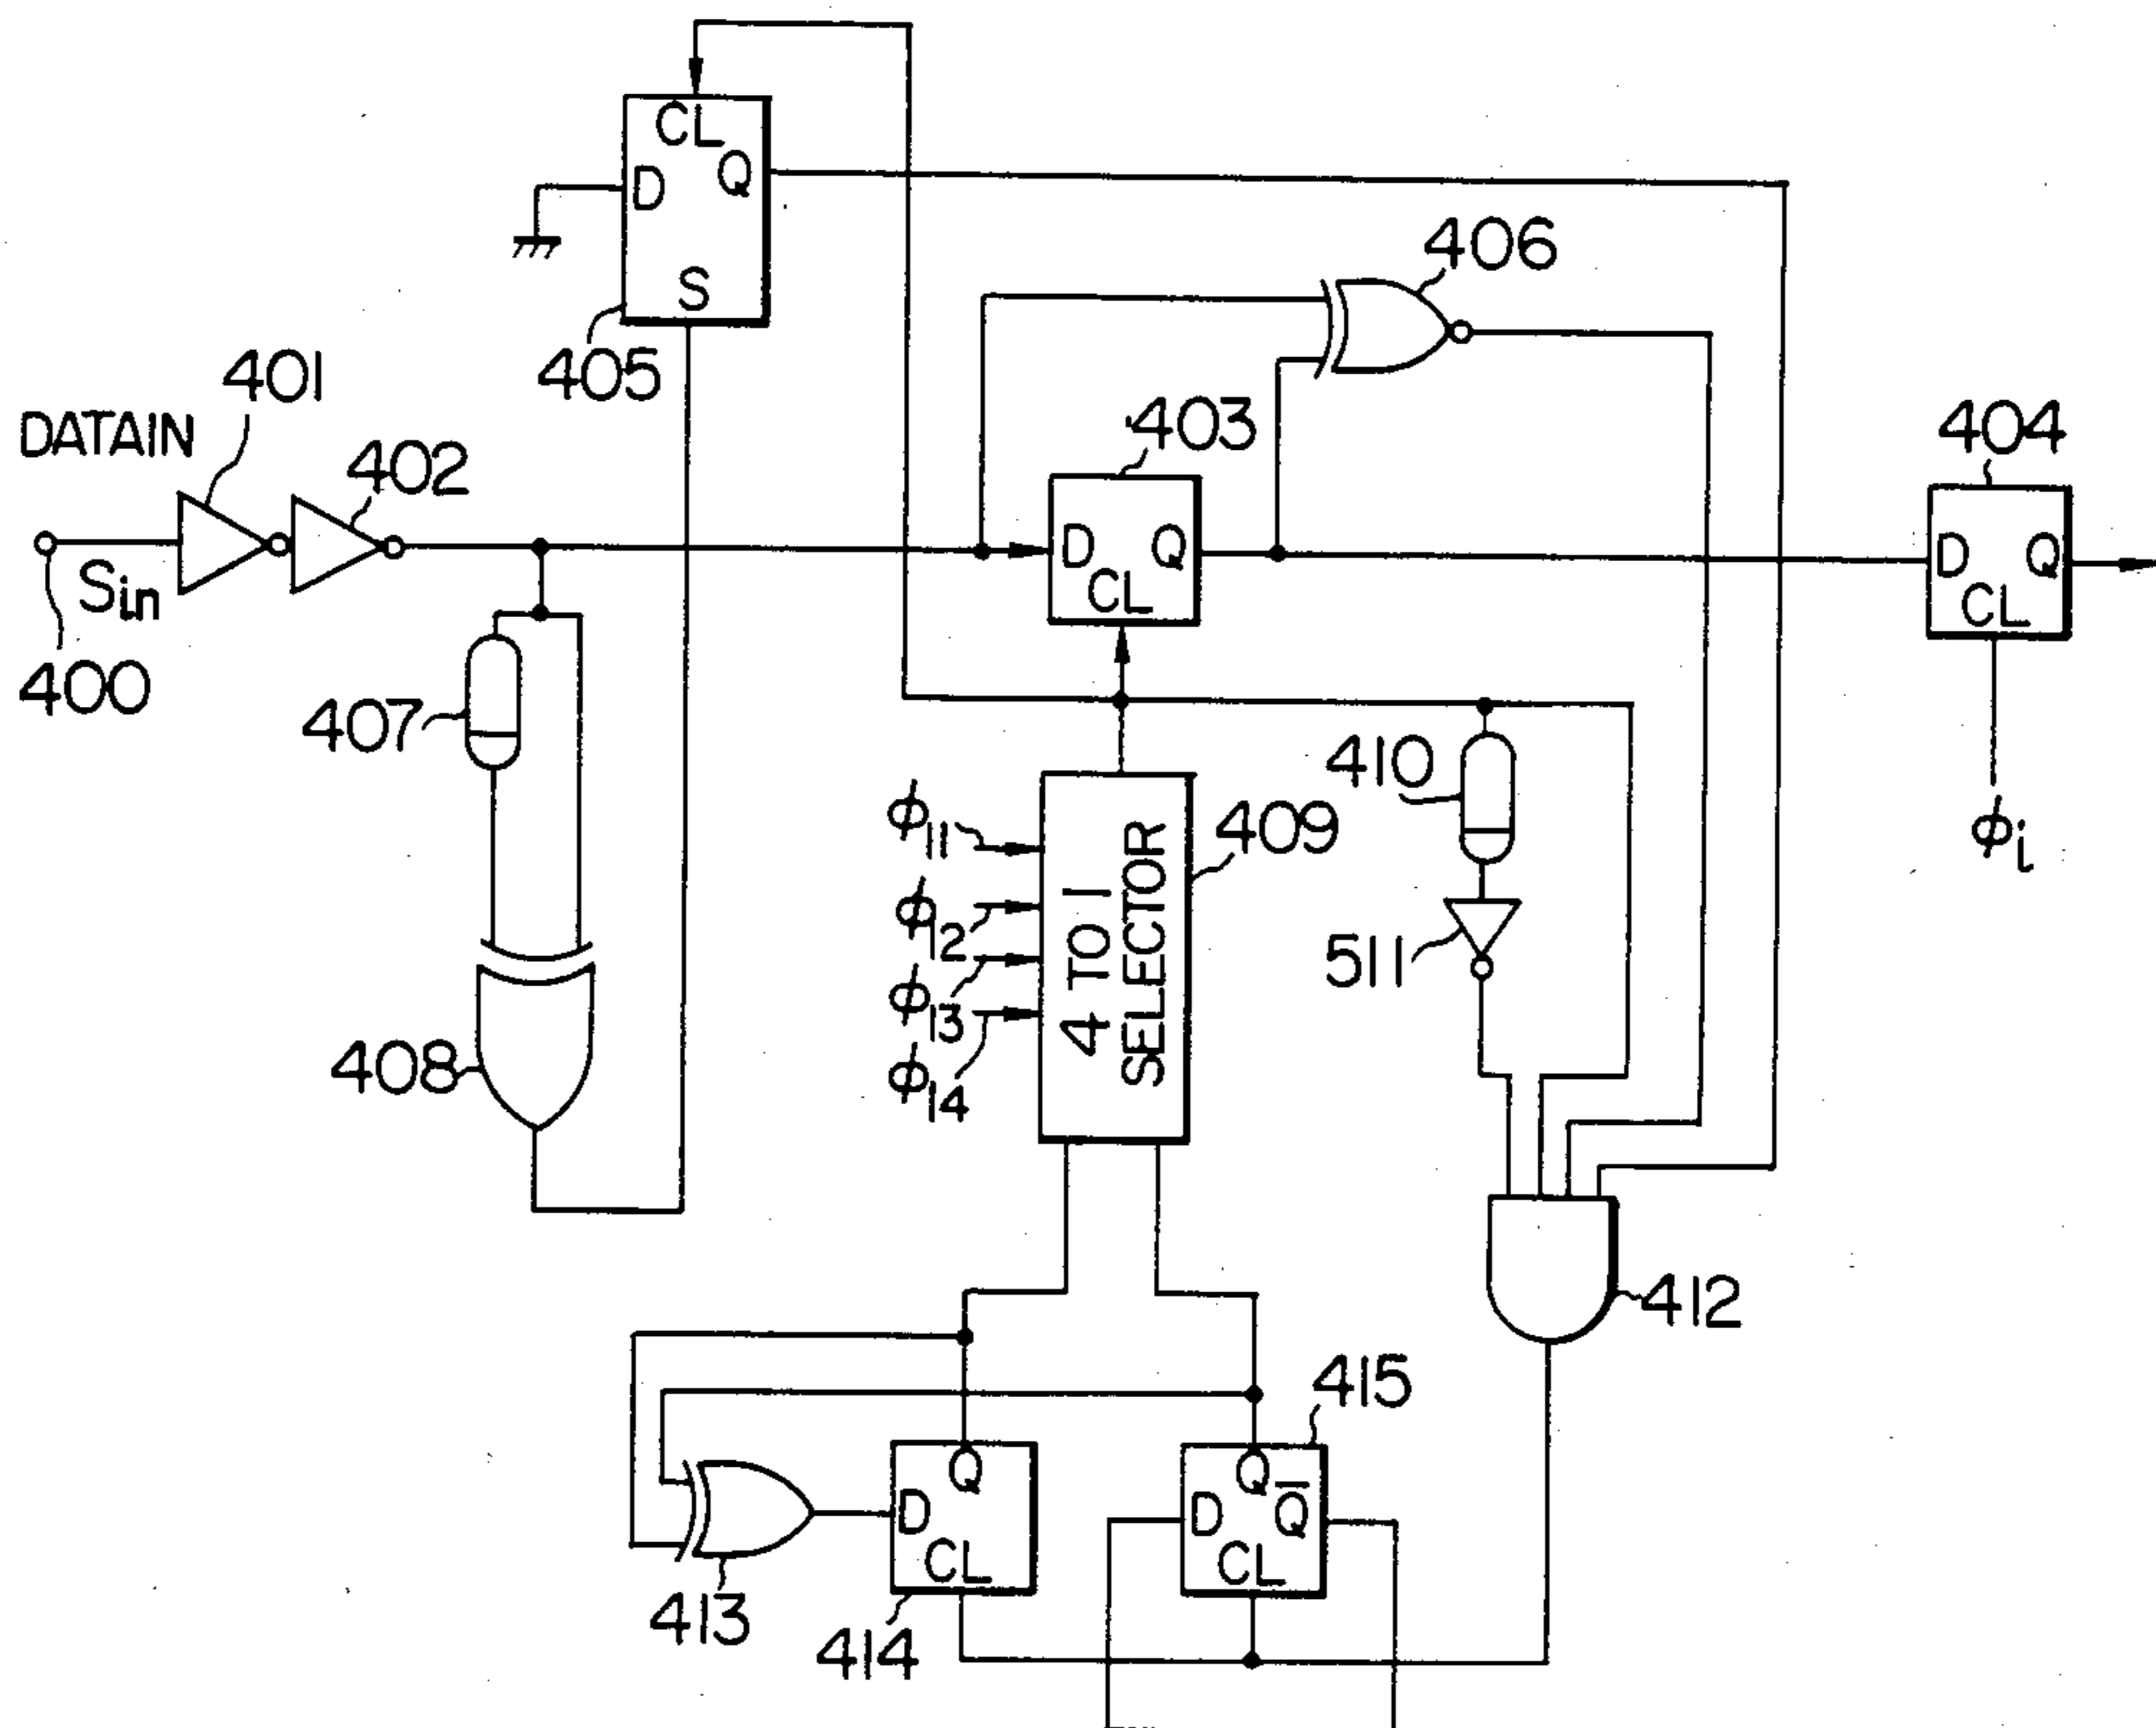 CL
D Q
S
405
406
401
DATAIN
402
403
404
Sin
400
D Q
CL
D Q
CL
407
410
ϕ11
ϕ12
ϕ13
ϕ14
4 TO 1
SELECTOR
409
ϕi
511
408
412
415
Q
D
CL
Q Q̅
D
CL
413
414